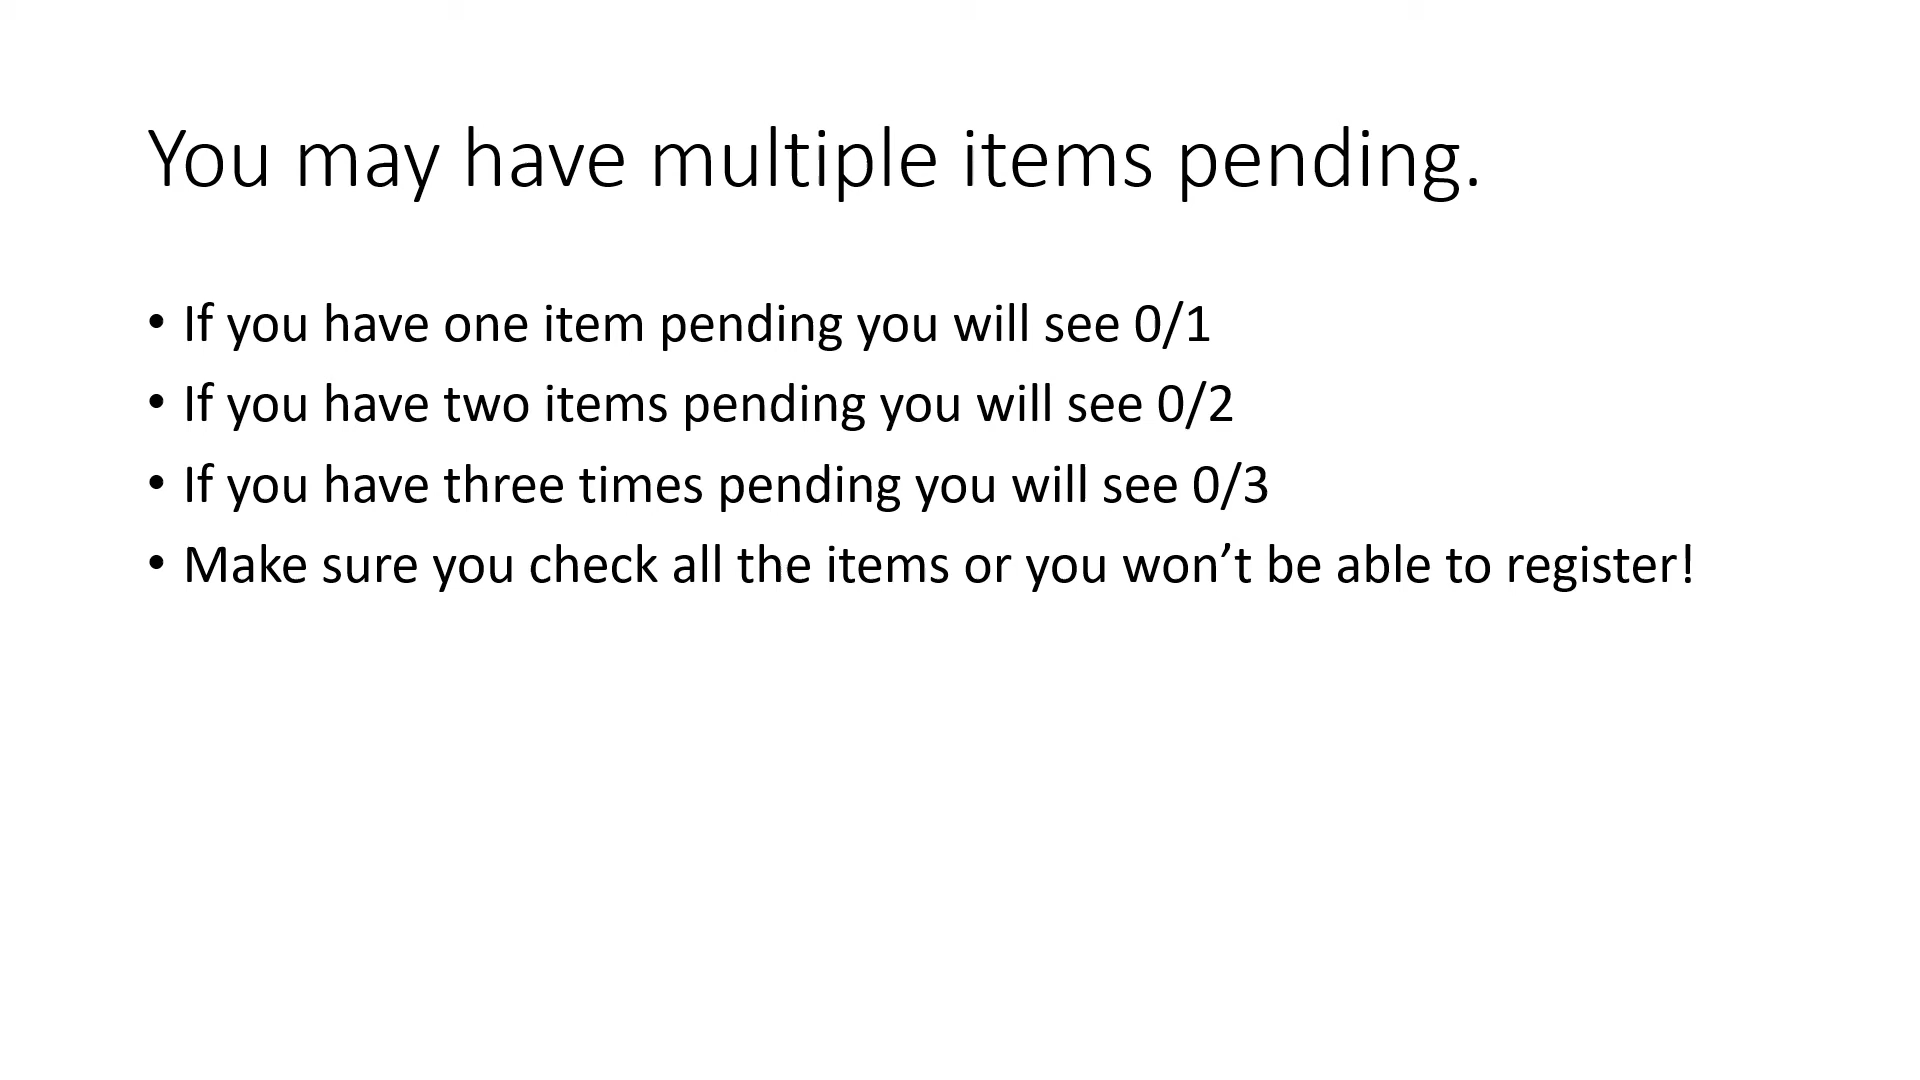 You may have multiple items pending.
• If you have one item pending you will see 0/1
• If you have two items pending you will see 0/2
• If you have three times pending you will see 0/3
• Make sure you check all the items or you won’t be able to register!